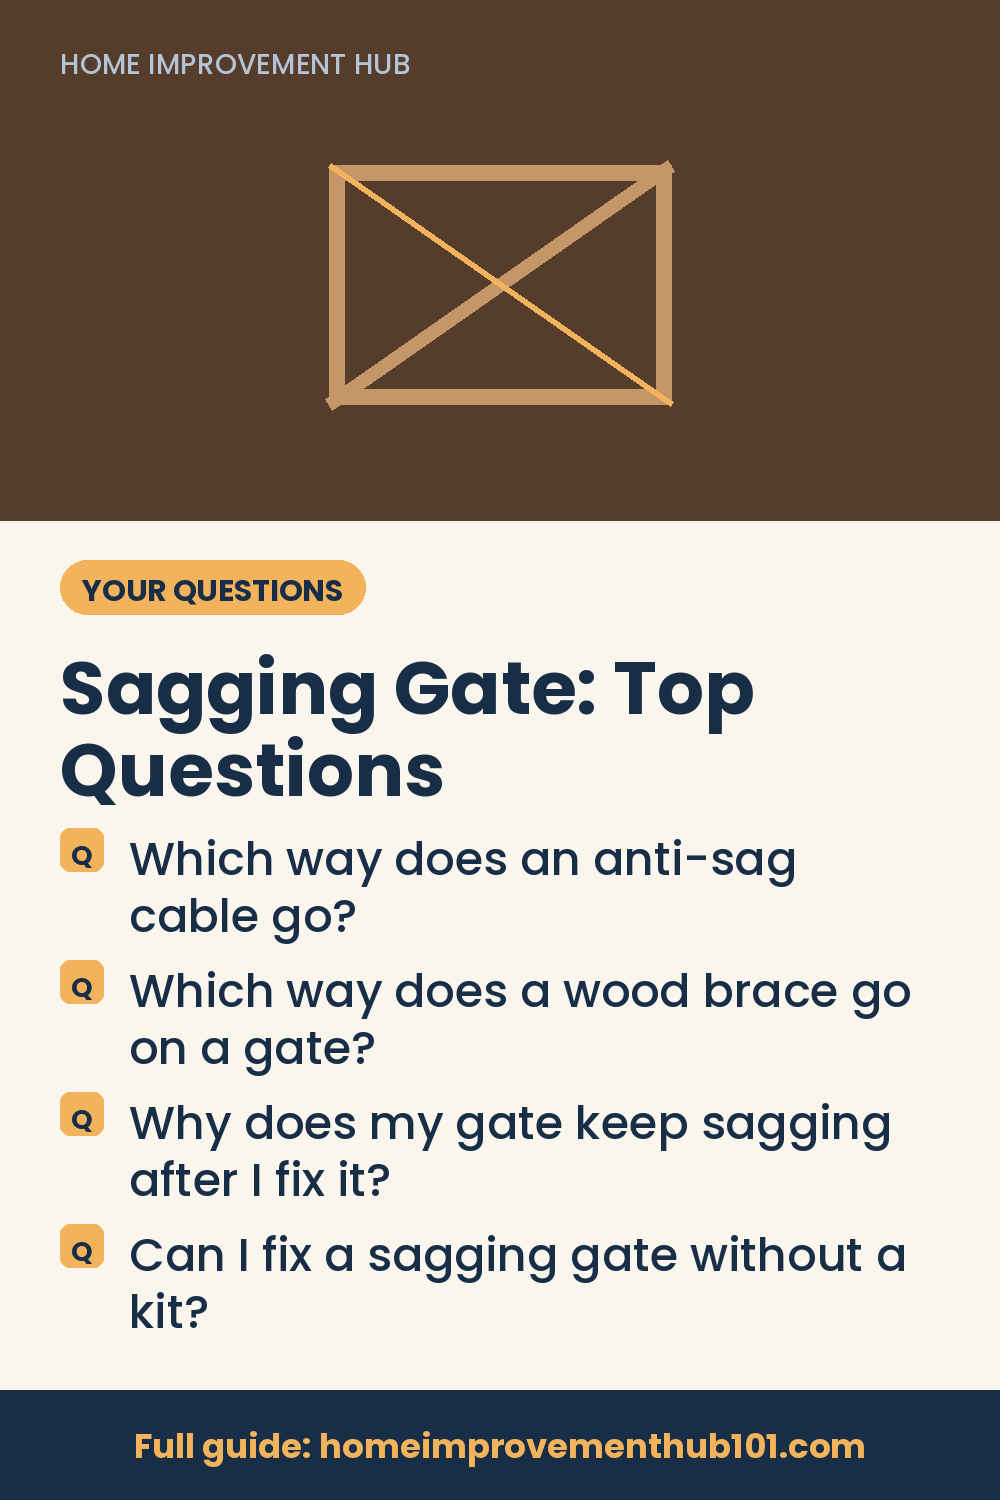 HOME IMPROVEMENT HUB
YOUR QUESTIONS
Sagging Gate: Top
Questions
Q Which way does an anti-sag
cable go?
Q Which way does a wood brace go
on a gate?
Q Why does my gate keep sagging
after I fix it?
Q Can I fix a sagging gate without a
kit?
Full guide: homeimprovementhub101.com